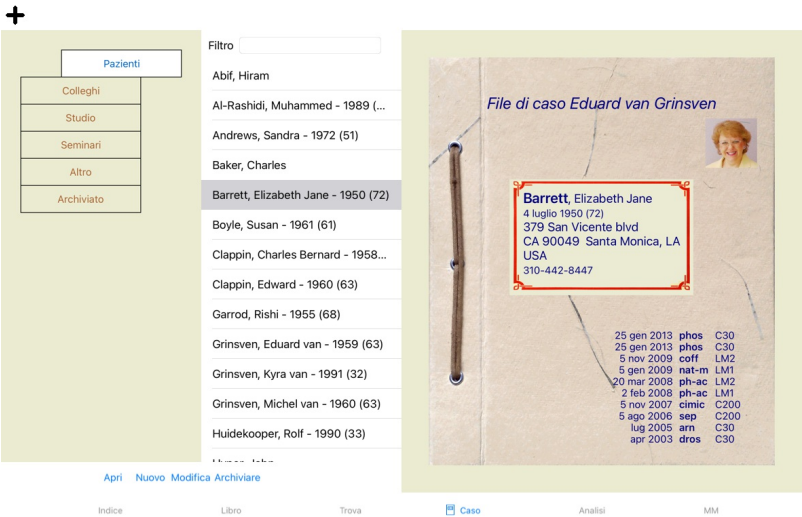 Pazienti
Colleghi
Studio
Seminari
Altro
Archiviato
Filtro
Abif, Hiram
Al-Rashidi, Muhammed - 1989 (...
Andrews, Sandra - 1972 (51)
Baker, Charles
Barrett, Elizabeth Jane - 1950 (72)
Boyle, Susan - 1961 (61)
Clappin, Charles Bernard - 1958...
Clappin, Edward - 1960 (63)
Garrod, Rishi - 1955 (68)
Grinsven, Eduard van - 1959 (63)
Grinsven, Kyra van - 1991 (32)
Grinsven, Michel van - 1960 (63)
Huidekooper, Rolf - 1990 (33)
File di caso Eduard van Grinsven
Barrett, Elizabeth Jane
4 luglio 1950 (72)
379 San Vicente blvd
CA 90049 Santa Monica, LA
USA
310-442-8447
25 gen 2013 phos C30
25 gen 2013 phos C30
5 nov 2009 coff LM2
5 gen 2009 nat-m LM1
20 mar 2008 ph-ac LM2
2 feb 2008 ph-ac LM1
5 nov 2007 cimic C200
5 ago 2006 sep C200
lug 2005 arn C30
apr 2003 dros C30
Apri Nuovo Modifica Archiviare
Indice Libro Trova Caso Analisi MM